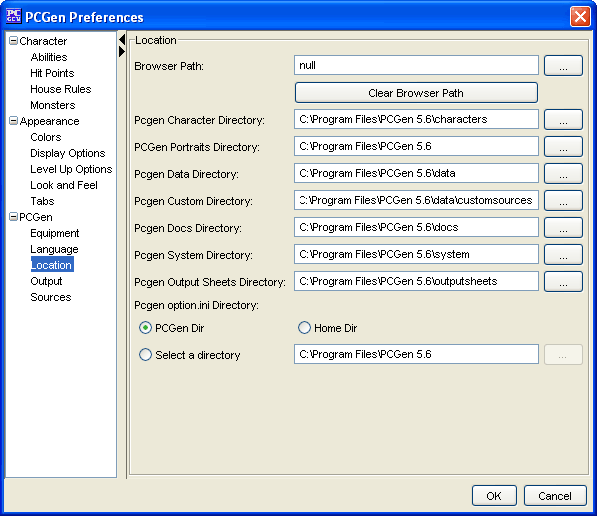 PCGen Preferences
Character
Abilities
Hit Points
House Rules
Monsters
Appearance
Colors
Display Options
Level Up Options
Look and Feel
Tabs
PCGen
Equipment
Language
Location
Output
Sources
Location
Browser Path: null ...
Clear Browser Path
Pcgen Character Directory: C:\Program Files\PCGen 5.6\characters ...
PCGen Portraits Directory: C:\Program Files\PCGen 5.6 ...
Pcgen Data Directory: C:\Program Files\PCGen 5.6\data ...
Pcgen Custom Directory: C:\Program Files\PCGen 5.6\data\customsources ...
Pcgen Docs Directory: C:\Program Files\PCGen 5.6\docs ...
Pcgen System Directory: C:\Program Files\PCGen 5.6\system ...
Pcgen Output Sheets Directory: C:\Program Files\PCGen 5.6\outputsheets ...
Pcgen option.ini Directory:
PCGen Dir Home Dir
Select a directory C:\Program Files\PCGen 5.6 ...
OK Cancel